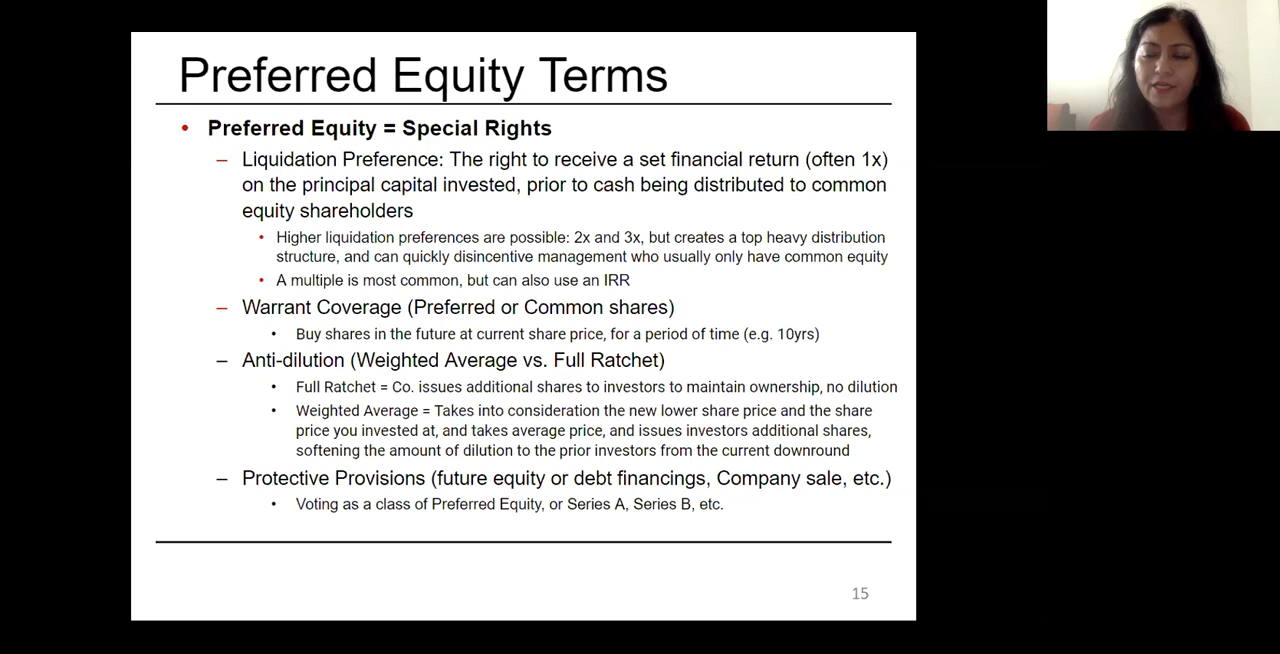 Preferred Equity Terms
• Preferred Equity = Special Rights
– Liquidation Preference: The right to receive a set financial return (often 1x)
on the principal capital invested, prior to cash being distributed to common
equity shareholders
• Higher liquidation preferences are possible: 2x and 3x, but creates a top heavy distribution
structure, and can quickly disincentive management who usually only have common equity
• A multiple is most common, but can also use an IRR
– Warrant Coverage (Preferred or Common shares)
• Buy shares in the future at current share price, for a period of time (e.g. 10yrs)
– Anti-dilution (Weighted Average vs. Full Ratchet)
• Full Ratchet = Co. issues additional shares to investors to maintain ownership, no dilution
• Weighted Average = Takes into consideration the new lower share price and the share
price you invested at, and takes average price, and issues investors additional shares,
softening the amount of dilution to the prior investors from the current downround
– Protective Provisions (future equity or debt financings, Company sale, etc.)
• Voting as a class of Preferred Equity, or Series A, Series B, etc.
15